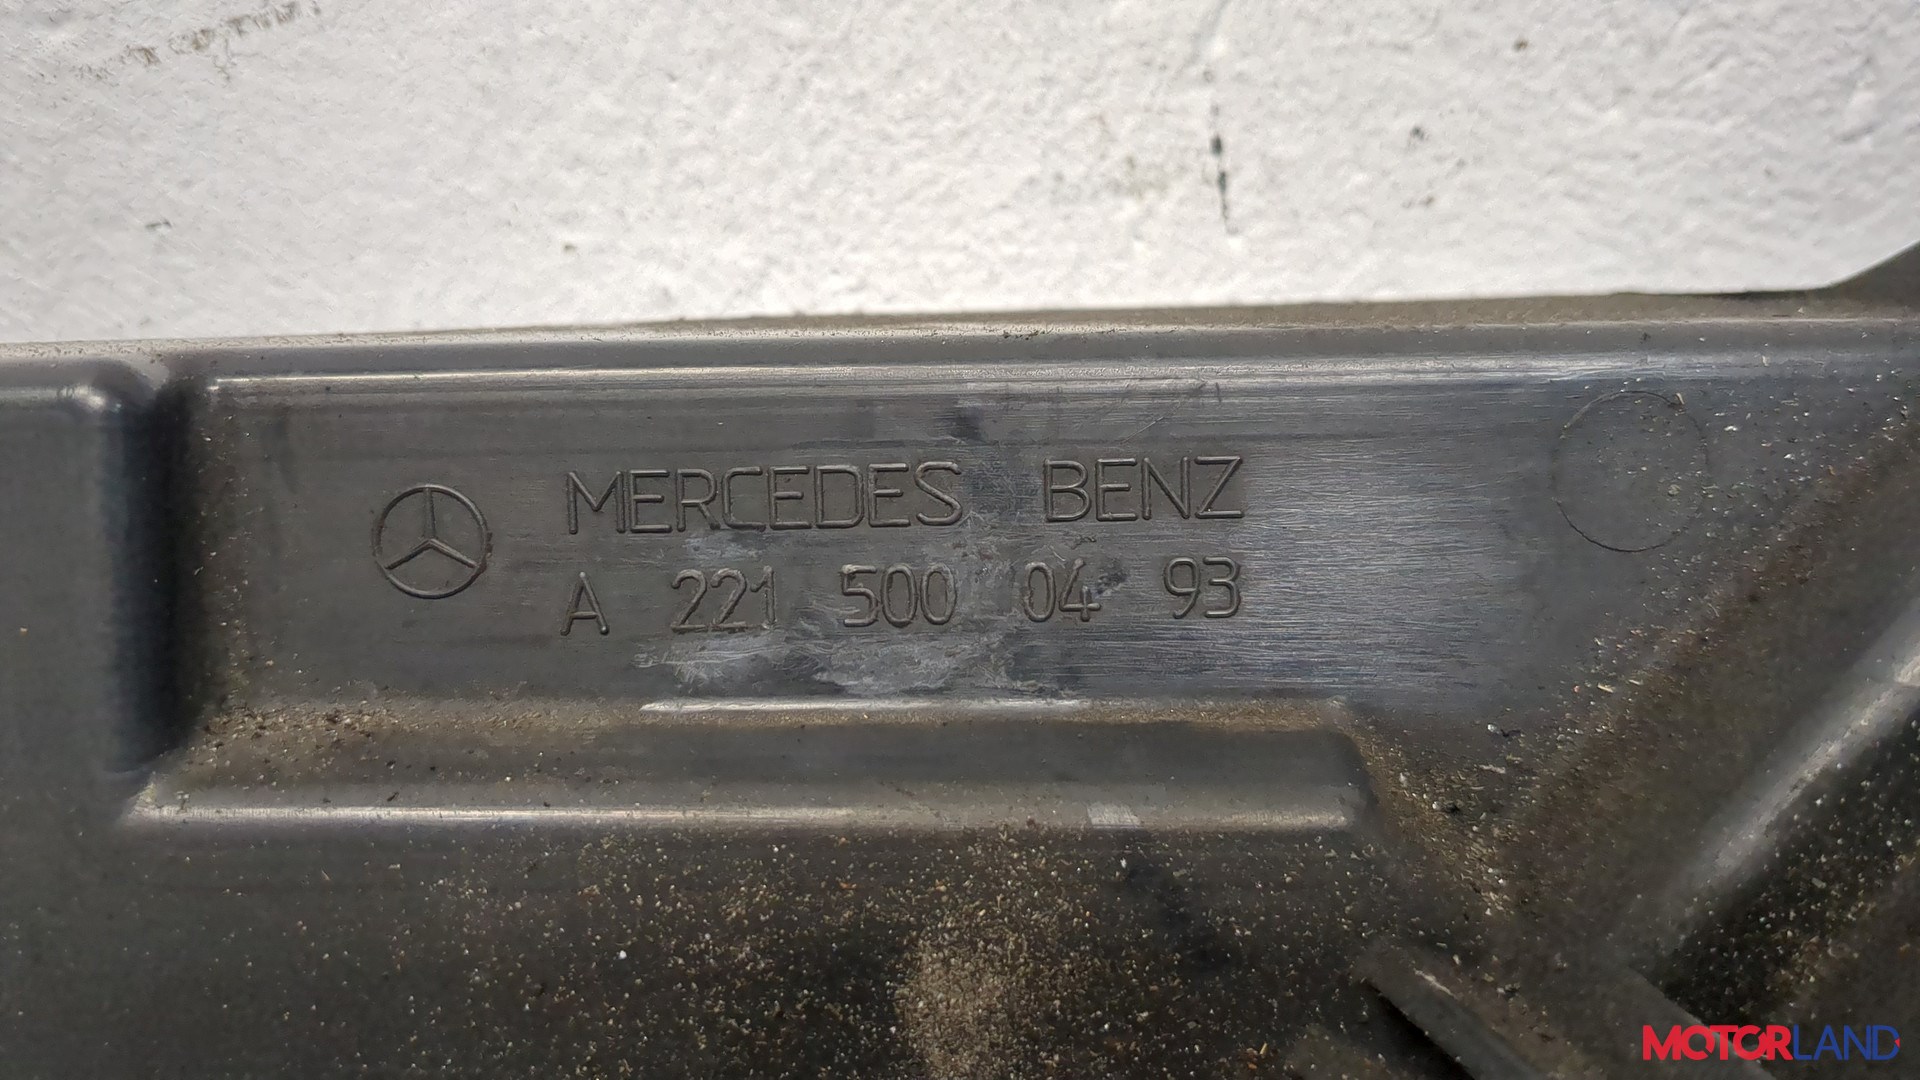 MERCEDES BENZ
A 221 500 04 93
MOTORLAND